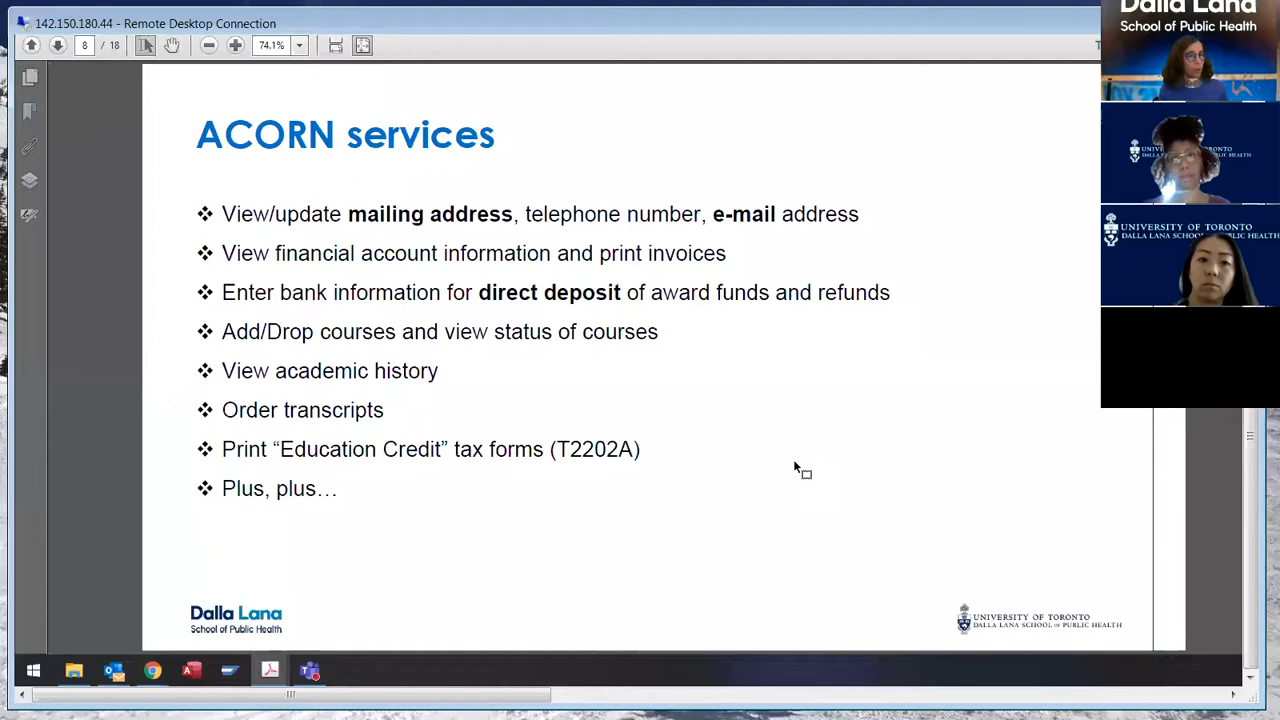 142.150.180.44 - Remote Desktop Connection
8 / 18
74.1%
ACORN services
❖ View/update mailing address, telephone number, e-mail address
❖ View financial account information and print invoices
❖ Enter bank information for direct deposit of award funds and refunds
❖ Add/Drop courses and view status of courses
❖ View academic history
❖ Order transcripts
❖ Print “Education Credit” tax forms (T2202A)
❖ Plus, plus…
Dalla Lana
School of Public Health
UNIVERSITY OF TORONTO
DALLA LANA SCHOOL OF PUBLIC HEALTH
Dalla Lana
School of Public Health
UNIVERSITY OF TORONTO
DALLA LANA SCHOOL OF PUBLIC HEALTH